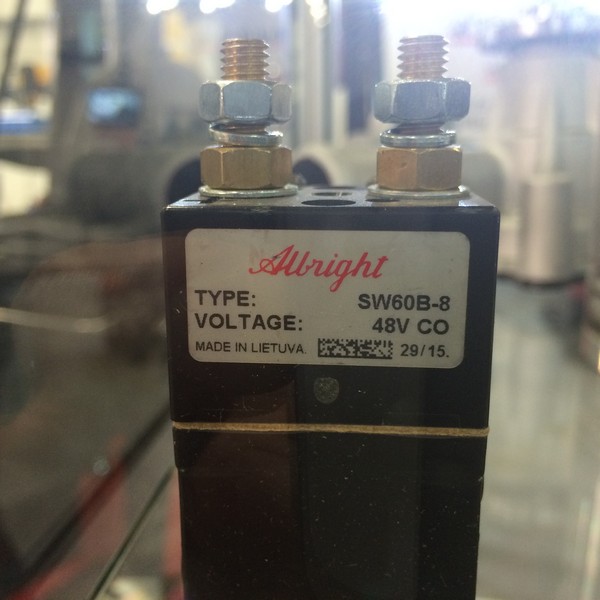 Albright
TYPE: SW60B-8
VOLTAGE: 48V CO
MADE IN LIETUVA. 29/15.